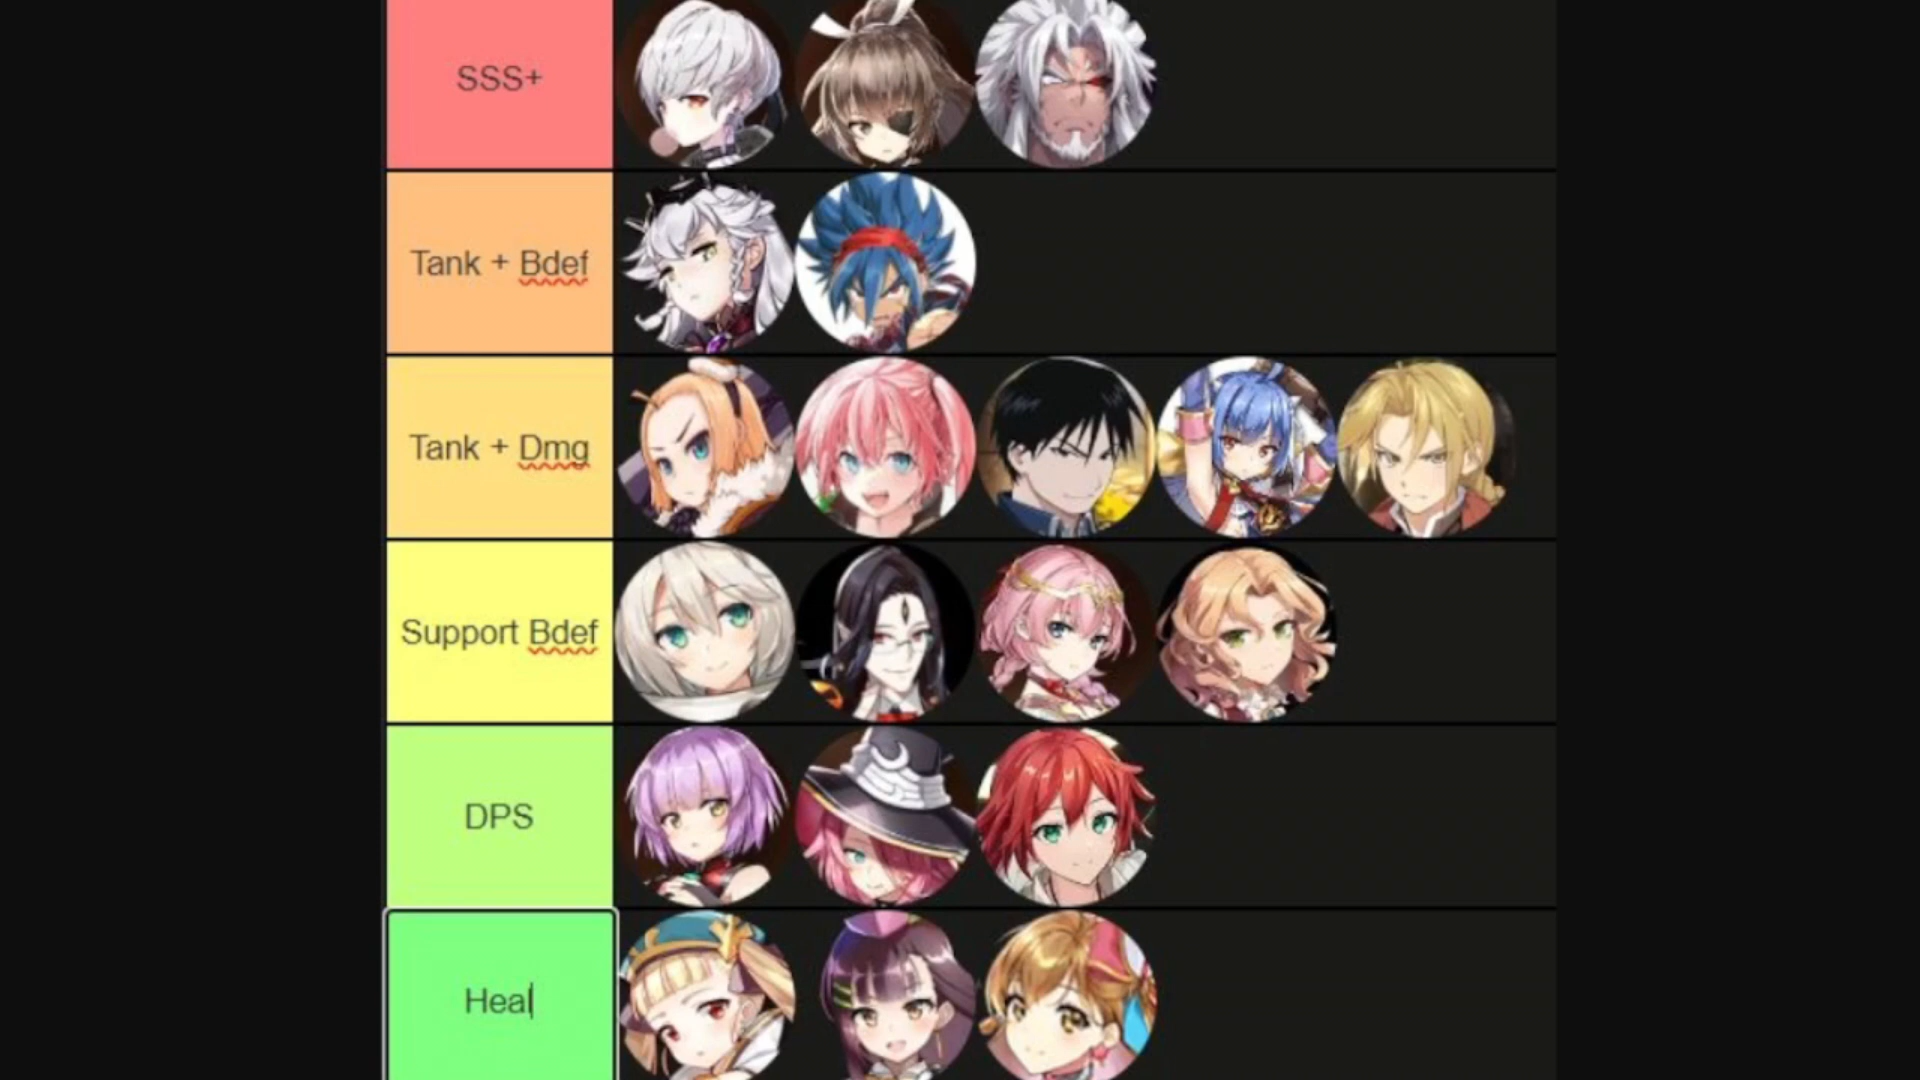 SSS+
Tank + Bdef
Tank + Dmg
Support Bdef
DPS
Heal